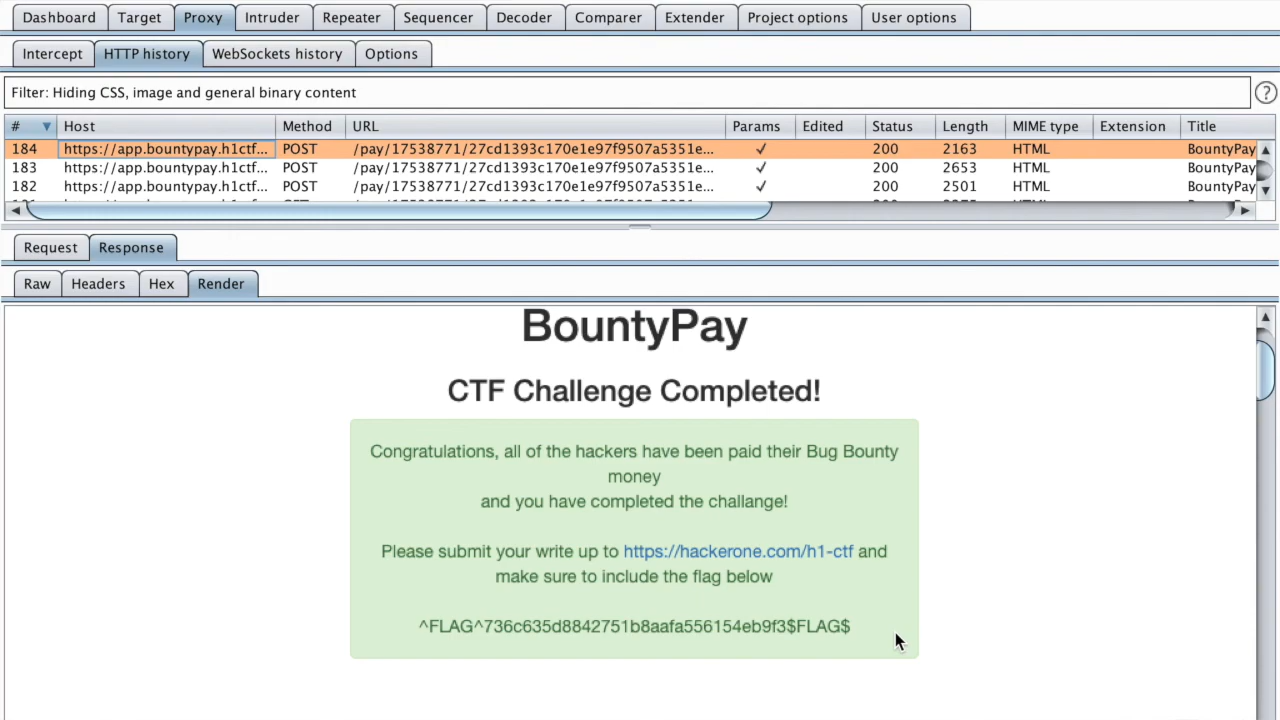 Dashboard Target Proxy Intruder Repeater Sequencer Decoder Comparer Extender Project options User options
Intercept HTTP history WebSockets history Options
Filter: Hiding CSS, image and general binary content
# Host Method URL Params Edited Status Length MIME type Extension Title
184 https://app.bountypay.h1ctf... POST /pay/17538771/27cd1393c170e1e97f9507a5351e... ✓ 200 2163 HTML BountyPay
183 https://app.bountypay.h1ctf... POST /pay/17538771/27cd1393c170e1e97f9507a5351e... ✓ 200 2653 HTML BountyPay
182 https://app.bountypay.h1ctf... POST /pay/17538771/27cd1393c170e1e97f9507a5351e... ✓ 200 2501 HTML BountyPay
Request Response
Raw Headers Hex Render
BountyPay
CTF Challenge Completed!
Congratulations, all of the hackers have been paid their Bug Bounty
money
and you have completed the challange!
Please submit your write up to https://hackerone.com/h1-ctf and
make sure to include the flag below
^FLAG^736c635d8842751b8aafa556154eb9f3$FLAG$